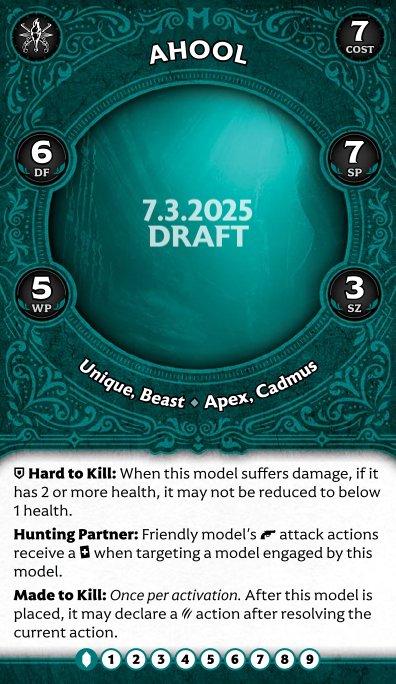 AHOOL
7
COST
6
DF
7
SP
7.3.2025
DRAFT
5
WP
3
SZ
Unique, Beast ◆ Apex, Cadmus
Hard to Kill: When this model suffers damage, if it
has 2 or more health, it may not be reduced to below
1 health.
Hunting Partner: Friendly model's attack actions
receive a when targeting a model engaged by this
model.
Made to Kill: Once per activation. After this model is
placed, it may declare a action after resolving the
current action.
1 2 3 4 5 6 7 8 9